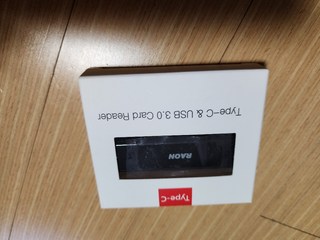 Type-C
RAON
Type-C & USB 3.0 Card Reader